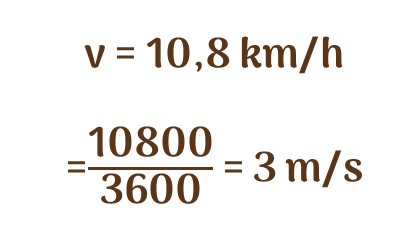 v = 10,8 km/h
= 10800/3600 = 3 m/s